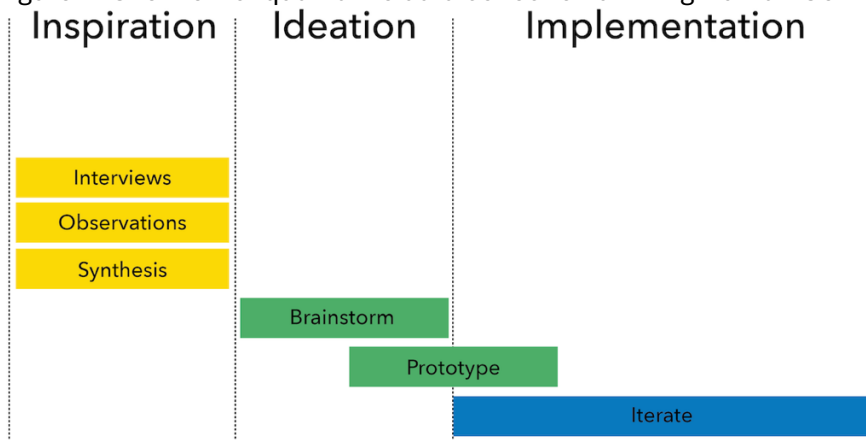 Inspiration
Ideation
Implementation
Interviews
Observations
Synthesis
Brainstorm
Prototype
Iterate